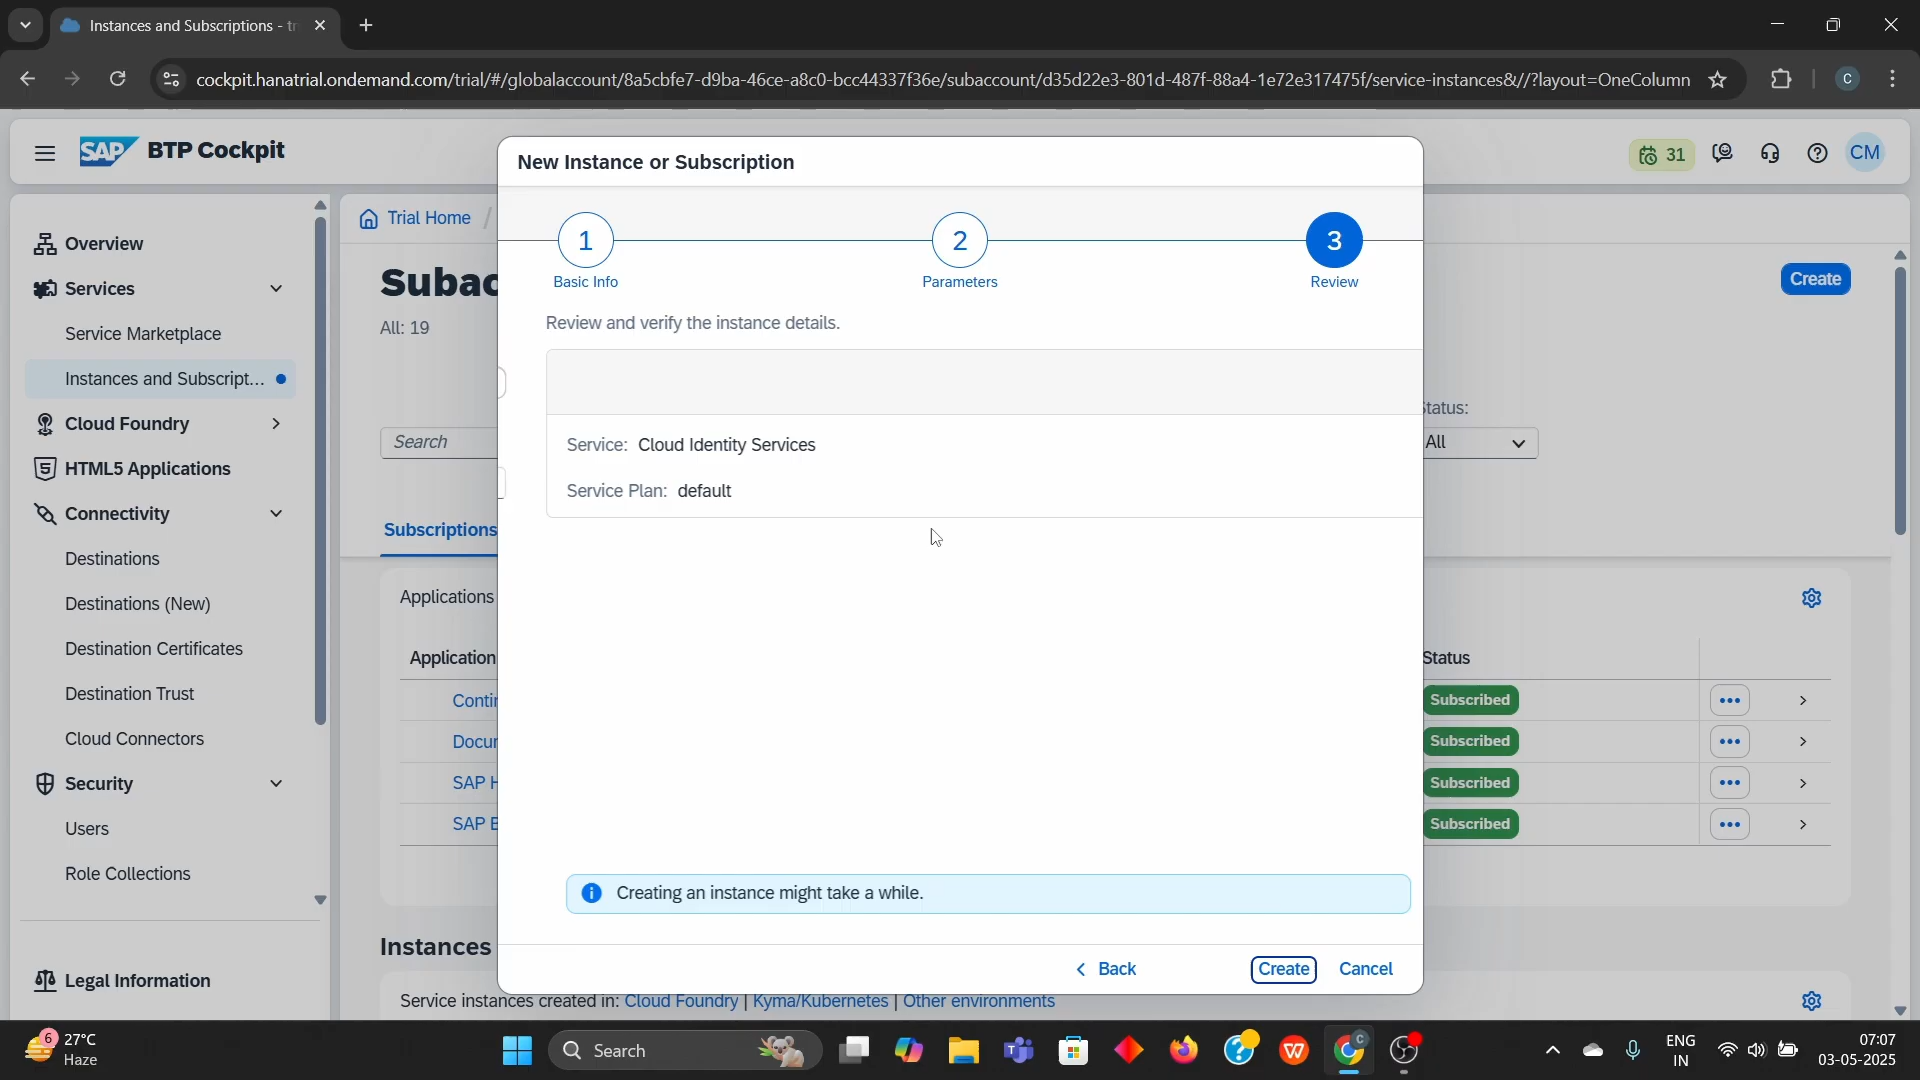 Instances and Subscriptions - tr
cockpit.hanatrial.ondemand.com/trial/#/globalaccount/8a5cbfe7-d9ba-46ce-a8c0-bcc44337f36e/subaccount/d35d22e3-801d-487f-88a4-1e72e317475f/service-instances&//?layout=OneColumn
C
SAP BTP Cockpit
31
CM
Overview
Services
Service Marketplace
Instances and Subscript...
Cloud Foundry
HTML5 Applications
Connectivity
Destinations
Destinations (New)
Destination Certificates
Destination Trust
Cloud Connectors
Security
Users
Role Collections
Legal Information
Trial Home /
Subac
All: 19
Create
Search
Status:
All
Subscriptions
Applications
Application
Status
Contin
Subscribed
Docur
Subscribed
SAP H
Subscribed
SAP B
Subscribed
Instances
Service instances created in: Cloud Foundry | Kyma/Kubernetes | Other environments
New Instance or Subscription
1
Basic Info
2
Parameters
3
Review
Review and verify the instance details.
Service: Cloud Identity Services
Service Plan: default
Creating an instance might take a while.
Back
Create
Cancel
6
27°C
Haze
Search
ENG
IN
07:07
03-05-2025